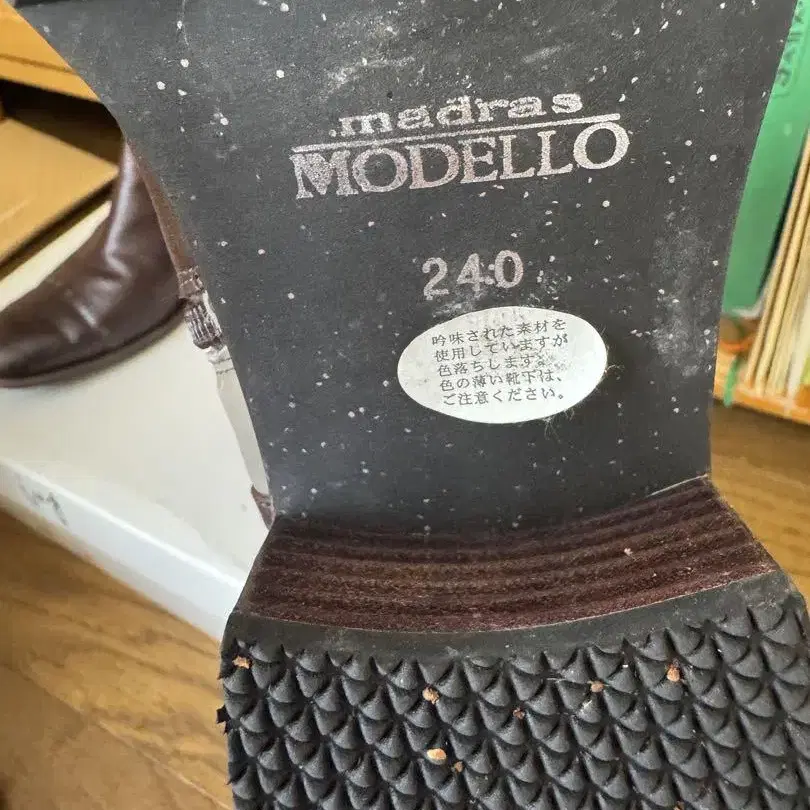 madras
MODELLO
240
吟味された素材を
使用していますが
色落ちします。
色の薄い靴下は、
ご注意ください。